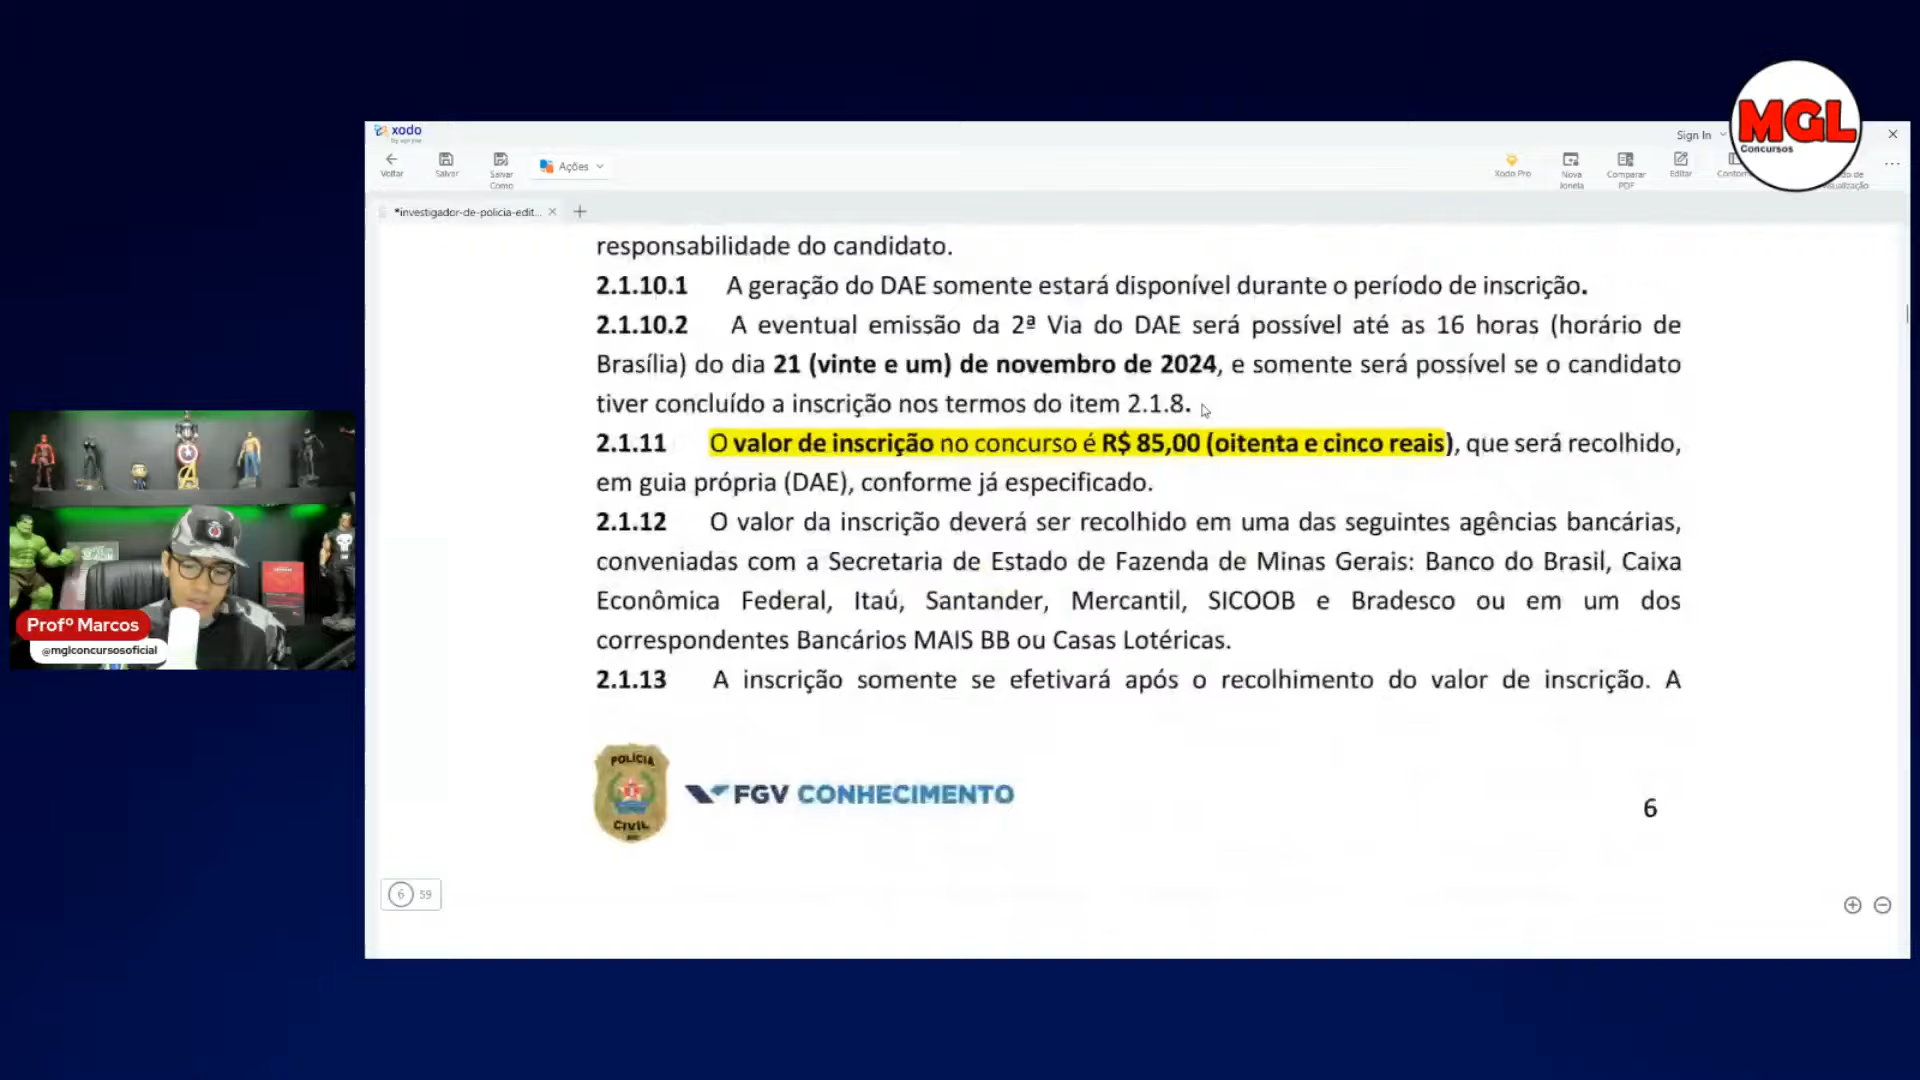 MGL
Concursos
xodo
Sign In
Voltar
Salvar
Salvar Como
Ações
Xodo Pro
Nova Janela
Comparar PDF
Editar
*investigador-de-policia-edit...
responsabilidade do candidato.
2.1.10.1 A geração do DAE somente estará disponível durante o período de inscrição.
2.1.10.2 A eventual emissão da 2ª Via do DAE será possível até as 16 horas (horário de
Brasília) do dia 21 (vinte e um) de novembro de 2024, e somente será possível se o candidato
tiver concluído a inscrição nos termos do item 2.1.8.
2.1.11 O valor de inscrição no concurso é R$ 85,00 (oitenta e cinco reais), que será recolhido,
em guia própria (DAE), conforme já especificado.
2.1.12 O valor da inscrição deverá ser recolhido em uma das seguintes agências bancárias,
conveniadas com a Secretaria de Estado de Fazenda de Minas Gerais: Banco do Brasil, Caixa
Econômica Federal, Itaú, Santander, Mercantil, SICOOB e Bradesco ou em um dos
correspondentes Bancários MAIS BB ou Casas Lotéricas.
2.1.13 A inscrição somente se efetivará após o recolhimento do valor de inscrição. A
POLÍCIA
CIVIL
FGV CONHECIMENTO
6
6 59
Profº Marcos
@mglconcursosoficial